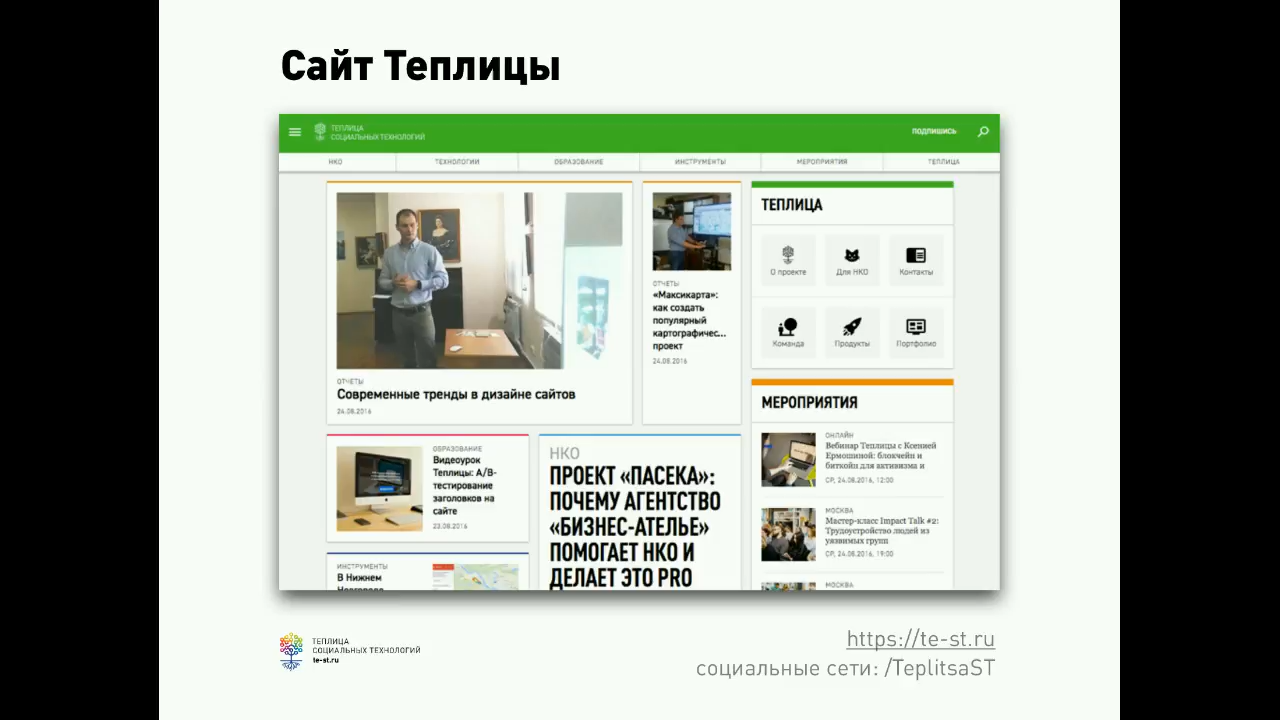 Сайт Теплицы
ТЕПЛИЦА
СОЦИАЛЬНЫХ ТЕХНОЛОГИЙ
ПОДПИШИСЬ
НКО
ТЕХНОЛОГИИ
ОБРАЗОВАНИЕ
ИНСТРУМЕНТЫ
МЕРОПРИЯТИЯ
ТЕПЛИЦА
ОТЧЕТЫ
Современные тренды в дизайне сайтов
24.08.2016
ОТЧЕТЫ
«Максикарта»:
как создать
популярный
картографичес...
проект
24.08.2016
ТЕПЛИЦА
О проекте
Для НКО
Контакты
Команда
Продукты
Портфолио
ОБРАЗОВАНИЕ
Видеоурок
Теплицы: A/B-
тестирование
заголовков на
сайте
23.08.2016
НКО
ПРОЕКТ «ПАСЕКА»:
ПОЧЕМУ АГЕНТСТВО
«БИЗНЕС-АТЕЛЬЕ»
ПОМОГАЕТ НКО И
ДЕЛАЕТ ЭТО PRO
МЕРОПРИЯТИЯ
ОНЛАЙН
Вебинар Теплицы с Ксенией
Ермошиной: блокчейн и
биткойн для активизма и
СР, 24.08.2016, 12:00
МОСКВА
Мастер-класс Impact Talk #2:
Трудоустройство людей из
уязвимых групп
СР, 24.08.2016, 19:00
МОСКВА
ИНСТРУМЕНТЫ
В Нижнем
Новгороде
ТЕПЛИЦА
СОЦИАЛЬНЫХ ТЕХНОЛОГИЙ
te-st.ru
https://te-st.ru
социальные сети: /TeplitsaST